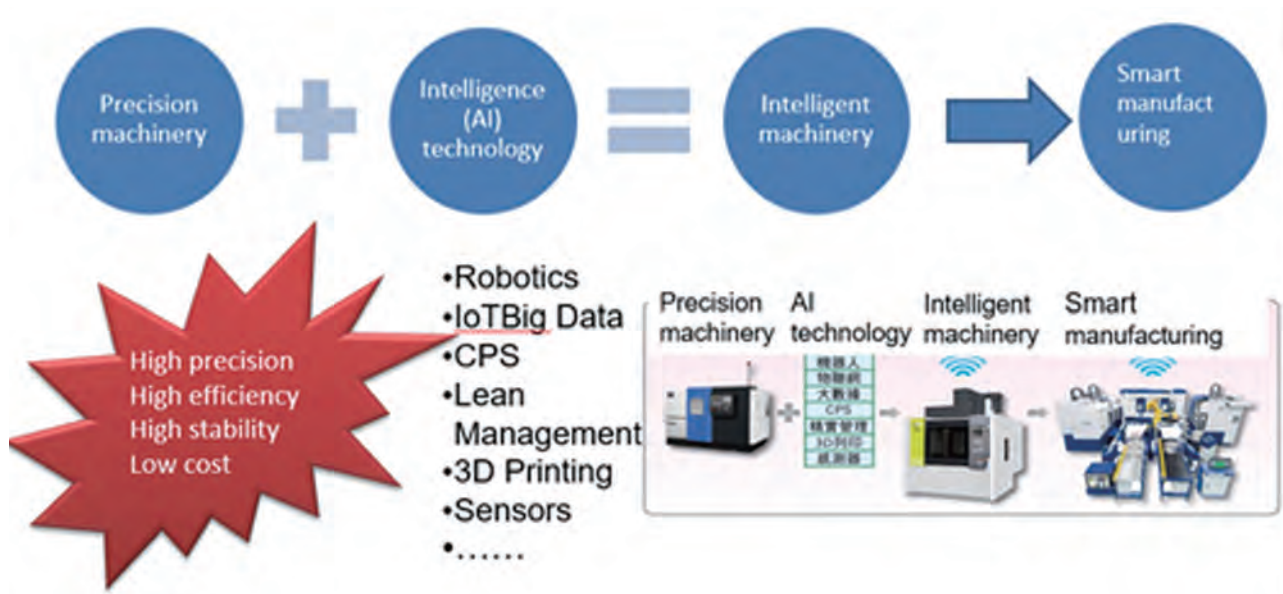 Precision
machinery
Intelligence
(AI)
technology
Intelligent
machinery
Smart
manufact
uring
High precision
High efficiency
High stability
Low cost
•Robotics
•IoTBig Data
•CPS
•Lean
Management
•3D Printing
•Sensors
•......
Precision
machinery
AI
technology
Intelligent
machinery
Smart
manufacturing
機器人
物聯網
大數據
CPS
精實管理
3D列印
感測器